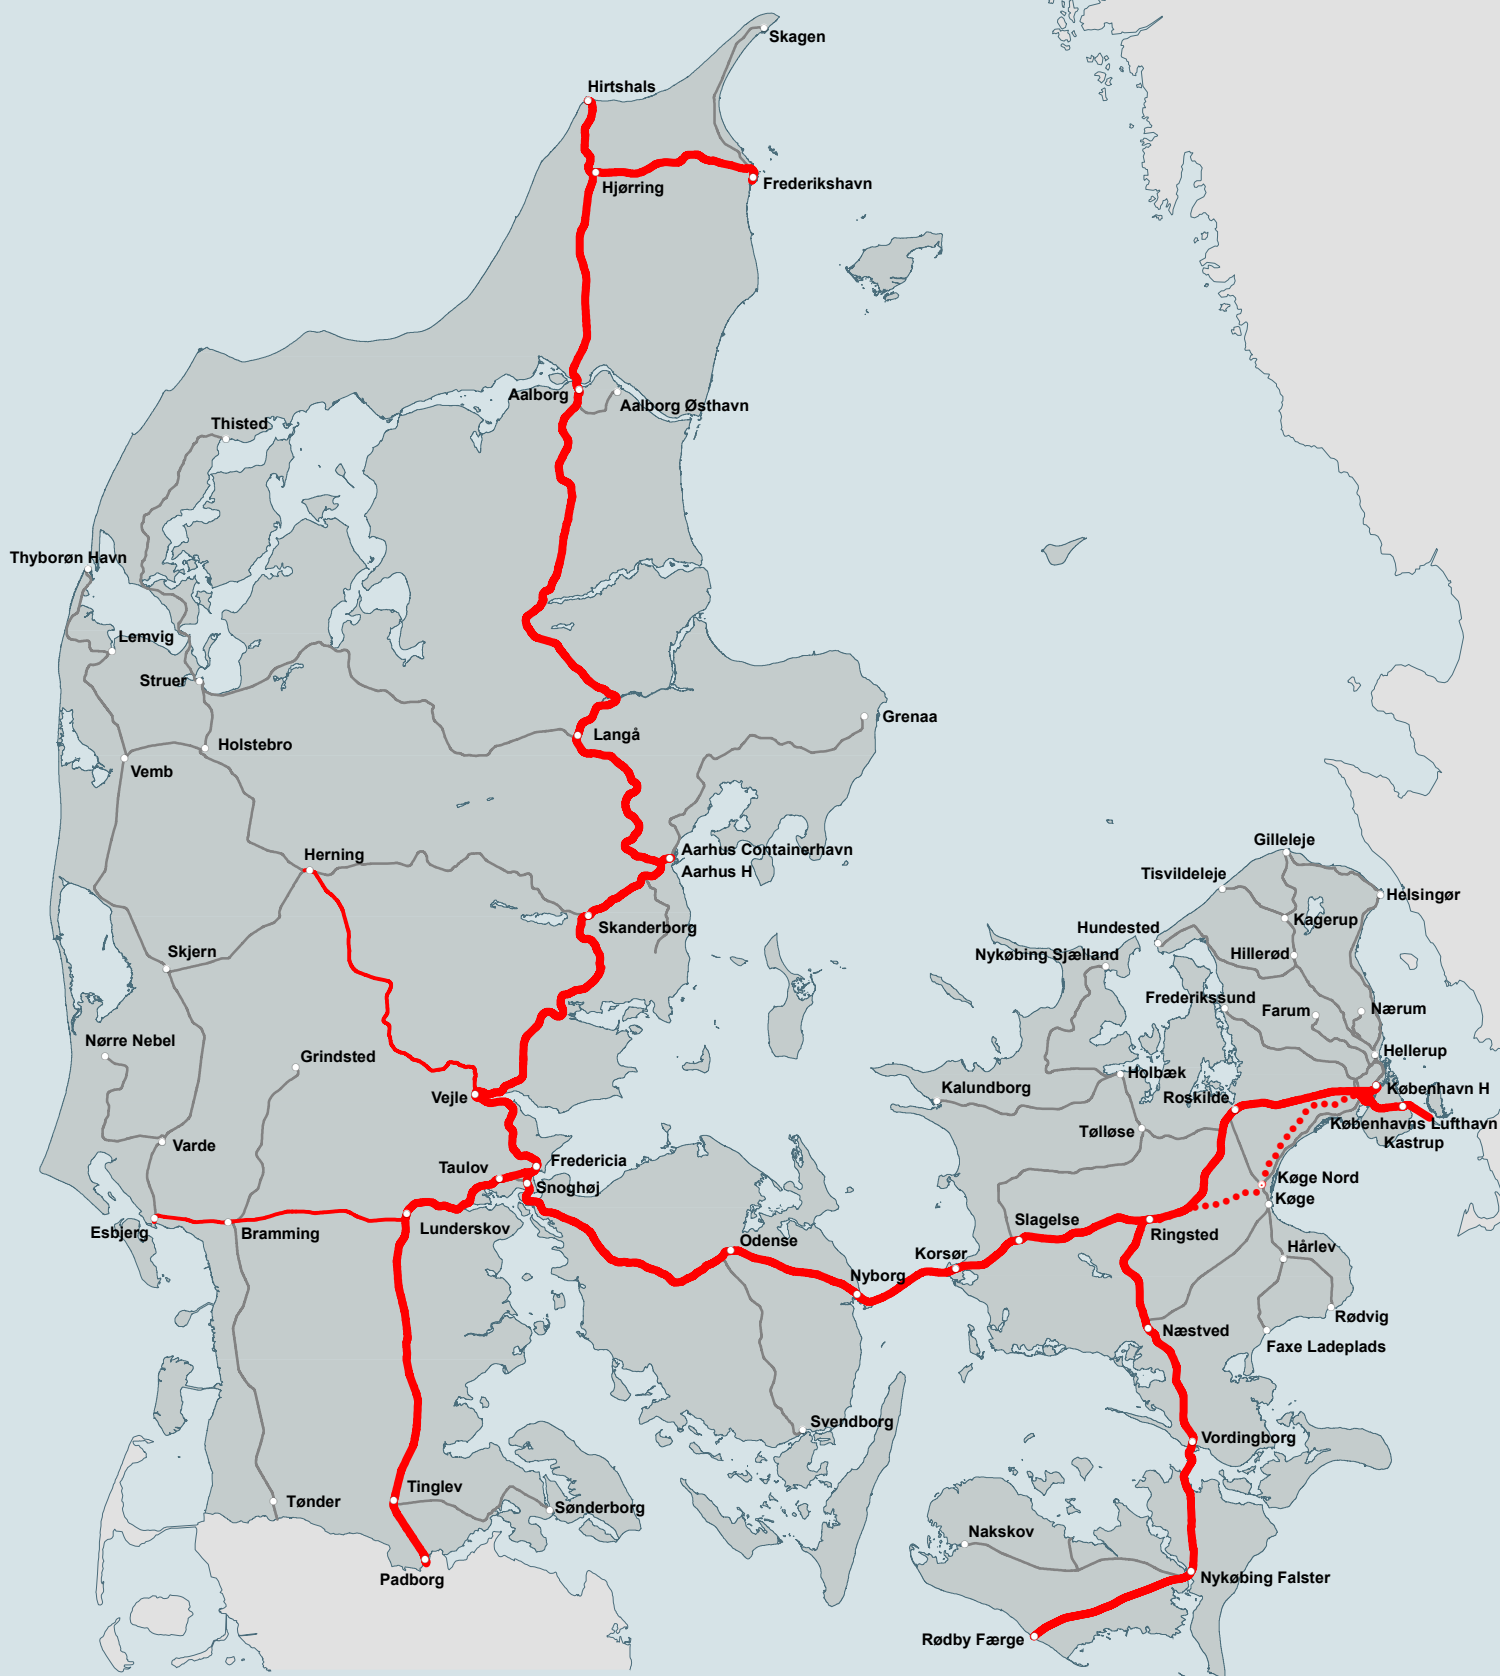 Skagen
Hirtshals
Hjørring
Frederikshavn
Aalborg
Aalborg Østhavn
Thisted
Thyborøn Havn
Lemvig
Struer
Grenaa
Langå
Holstebro
Vemb
Aarhus Containerhavn
Aarhus H
Herning
Skanderborg
Skjern
Gilleleje
Tisvildeleje
Helsingør
Kagerup
Hundested
Nykøbing Sjælland
Hillerød
Frederikssund
Farum
Nærum
Nørre Nebel
Grindsted
Hellerup
Holbæk
Kalundborg
København H
Vejle
Roskilde
Københavns Lufthavn
Kastrup
Tølløse
Varde
Fredericia
Taulov
Snoghøj
Køge Nord
Køge
Esbjerg
Bramming
Lunderskov
Slagelse
Ringsted
Odense
Korsør
Hårlev
Nyborg
Rødvig
Næstved
Faxe Ladeplads
Svendborg
Vordingborg
Tinglev
Tønder
Sønderborg
Nakskov
Padborg
Nykøbing Falster
Rødby Færge